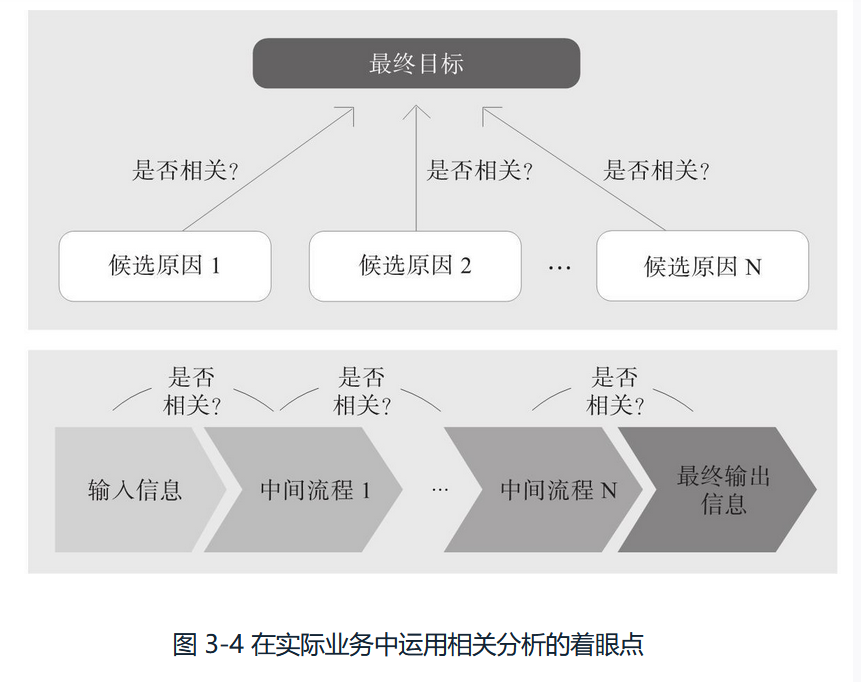 最终目标
是否相关?
是否相关?
是否相关?
候选原因 1
候选原因 2
…
候选原因 N
是否
相关?
是否
相关?
是否
相关?
输入信息
中间流程 1
…
中间流程 N
最终输出
信息
图 3-4 在实际业务中运用相关分析的着眼点